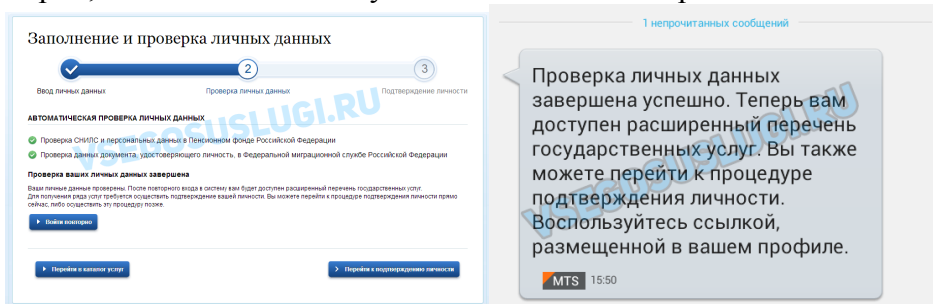 Заполнение и проверка личных данных
2
3
Ввод личных данных
Проверка личных данных
Подтверждение личности
АВТОМАТИЧЕСКАЯ ПРОВЕРКА ЛИЧНЫХ ДАННЫХ
Проверка СНИЛС и персональных данных в Пенсионном фонде Российской Федерации
Проверка данных документа, удостоверяющего личность, в Федеральной миграционной службе Российской Федерации
Проверка ваших личных данных завершена
Ваши личные данные проверены. После повторного входа в систему вам будет доступен расширенный перечень государственных услуг.
Для получения ряда услуг требуется осуществить подтверждение вашей личности. Вы можете перейти к процедуре подтверждения личности прямо
сейчас, либо осуществить эту процедуру позже.
Войти повторно
Перейти в каталог услуг
Перейти к подтверждению личности
VSEGOSUSLUGI.RU
1 непрочитанных сообщений
Проверка личных данных
завершена успешно. Теперь вам
доступен расширенный перечень
государственных услуг. Вы также
можете перейти к процедуре
подтверждения личности.
Воспользуйтесь ссылкой,
размещенной в вашем профиле.
MTS 15:50
VSEGOSUSLUGI.RU